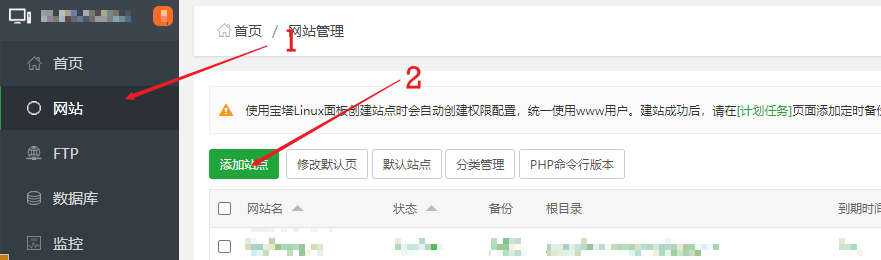 首页 / 网站管理
1
2
首页
网站
FTP
数据库
监控
使用宝塔Linux面板创建站点时会自动创建权限配置，统一使用www用户。建站成功后，请在[计划任务]页面添加定时备
添加站点 修改默认页 默认站点 分类管理 PHP命令行版本
网站名 状态 备份 根目录 到期时间